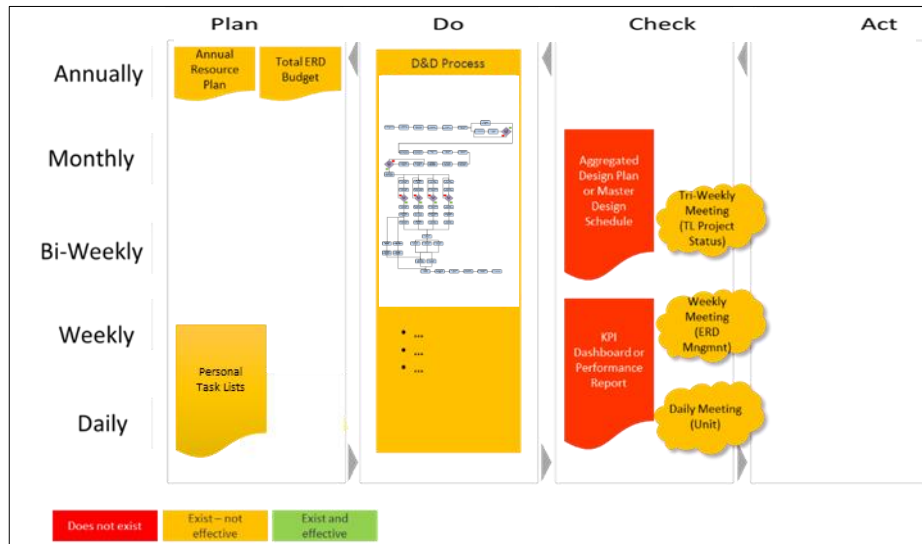 Plan
Do
Check
Act
Annually
Monthly
Bi-Weekly
Weekly
Daily
Annual
Resource
Plan
Total ERD
Budget
Personal
Task Lists
D&D Process
• ...
• ...
• ...
Aggregated
Design Plan
or Master
Design
Schedule
KPI
Dashboard or
Performance
Report
Tri-Weekly
Meeting
(TL Project
Status)
Weekly
Meeting
(ERD
Mngmnt)
Daily Meeting
(Unit)
Does not exist
Exist – not
effective
Exist and
effective